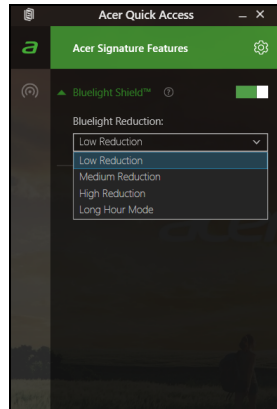 Acer Quick Access
a
Acer Signature Features
Bluelight Shield™ ?
Bluelight Reduction:
Low Reduction
Low Reduction
Medium Reduction
High Reduction
Long Hour Mode
acer